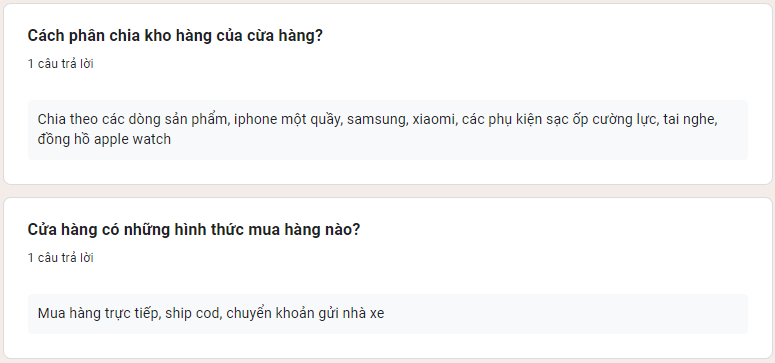 Cách phân chia kho hàng của cừa hàng?
1 câu trả lời
Chia theo các dòng sản phẩm, iphone một quầy, samsung, xiaomi, các phụ kiện sạc ốp cường lực, tai nghe,
đồng hồ apple watch
Cửa hàng có những hình thức mua hàng nào?
1 câu trả lời
Mua hàng trực tiếp, ship cod, chuyển khoản gửi nhà xe